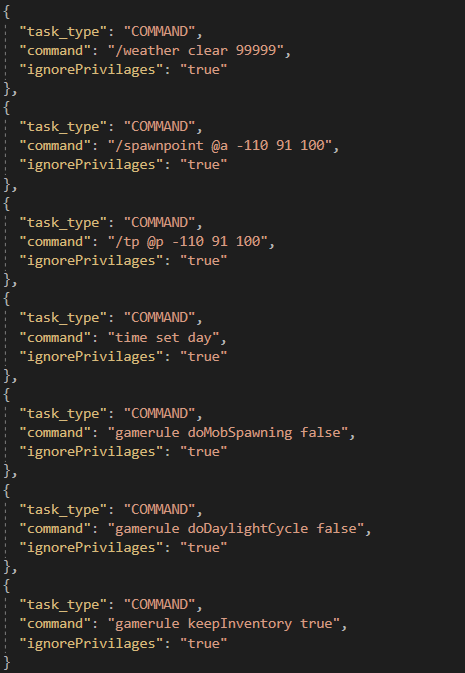 {
"task_type": "COMMAND",
"command": "/weather clear 99999",
"ignorePrivilages": "true"
},
{
"task_type": "COMMAND",
"command": "/spawnpoint @a -110 91 100",
"ignorePrivilages": "true"
},
{
"task_type": "COMMAND",
"command": "/tp @p -110 91 100",
"ignorePrivilages": "true"
},
{
"task_type": "COMMAND",
"command": "time set day",
"ignorePrivilages": "true"
},
{
"task_type": "COMMAND",
"command": "gamerule doMobSpawning false",
"ignorePrivilages": "true"
},
{
"task_type": "COMMAND",
"command": "gamerule doDaylightCycle false",
"ignorePrivilages": "true"
},
{
"task_type": "COMMAND",
"command": "gamerule keepInventory true",
"ignorePrivilages": "true"
}